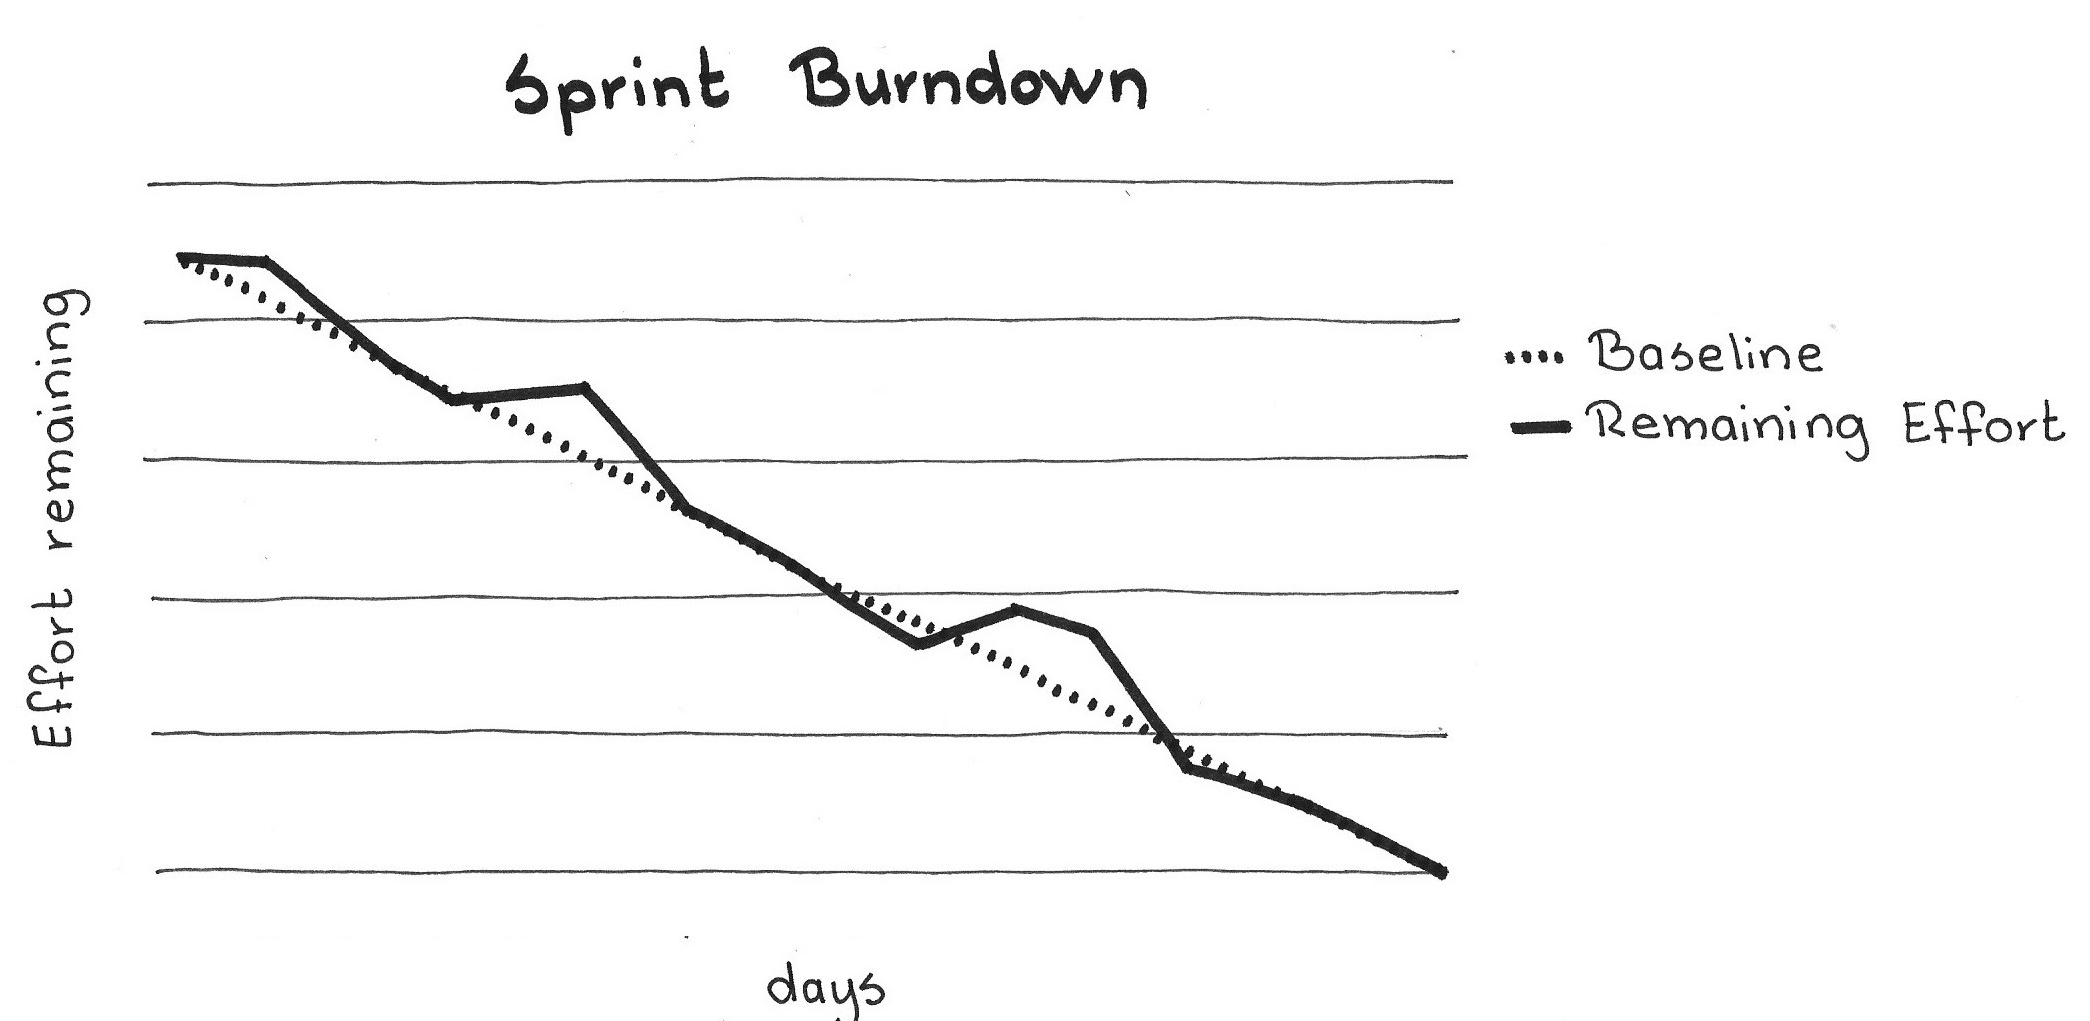 Sprint Burndown
Effort remaining
Baseline
Remaining Effort
days